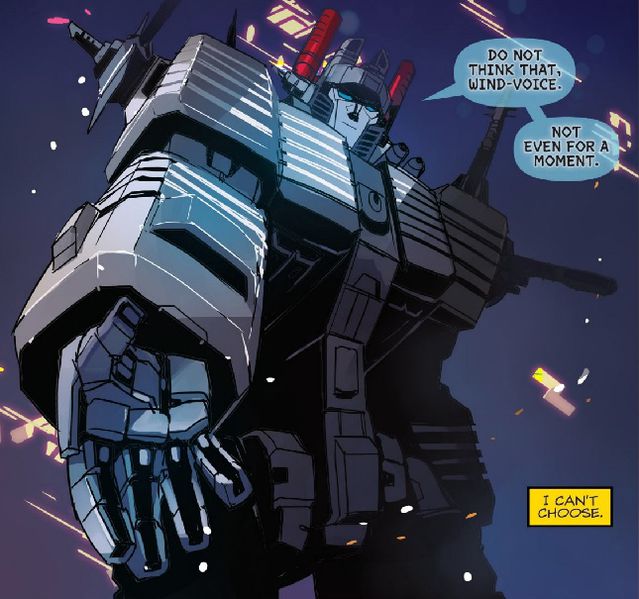 DO NOT
THINK THAT,
WIND-VOICE.
NOT
EVEN FOR A
MOMENT.
I CAN'T
CHOOSE.